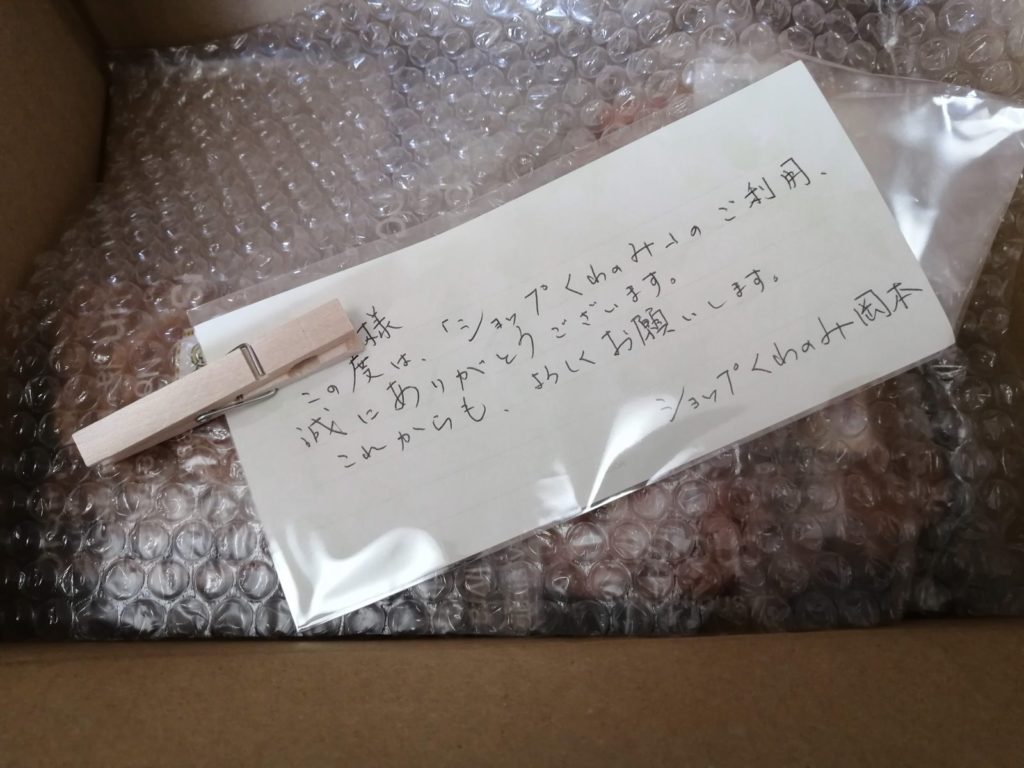 様
この度は、「ショップくわのみ」のご利用、
誠にありがとうございます。
これからも、よろしくお願いします。
ショップくわのみ 岡本